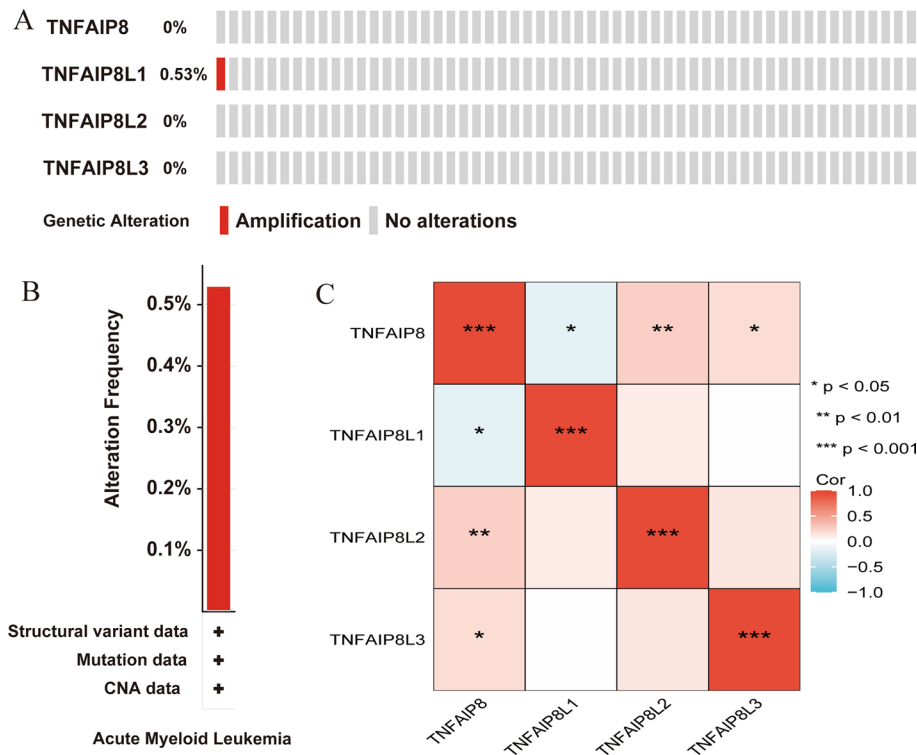 A
TNFAIP8 0%
TNFAIP8L1 0.53%
TNFAIP8L2 0%
TNFAIP8L3 0%
Genetic Alteration Amplification No alterations
B
Alteration Frequency
0.5%
0.4%
0.3%
0.2%
0.1%
Structural variant data +
Mutation data +
CNA data +
Acute Myeloid Leukemia
C
TNFAIP8 *** * ** *
TNFAIP8L1 * ***
TNFAIP8L2 ** ***
TNFAIP8L3 * ***
TNFAIP8 TNFAIP8L1 TNFAIP8L2 TNFAIP8L3
* p < 0.05
** p < 0.01
*** p < 0.001
Cor
1.0
0.5
0.0
−0.5
−1.0